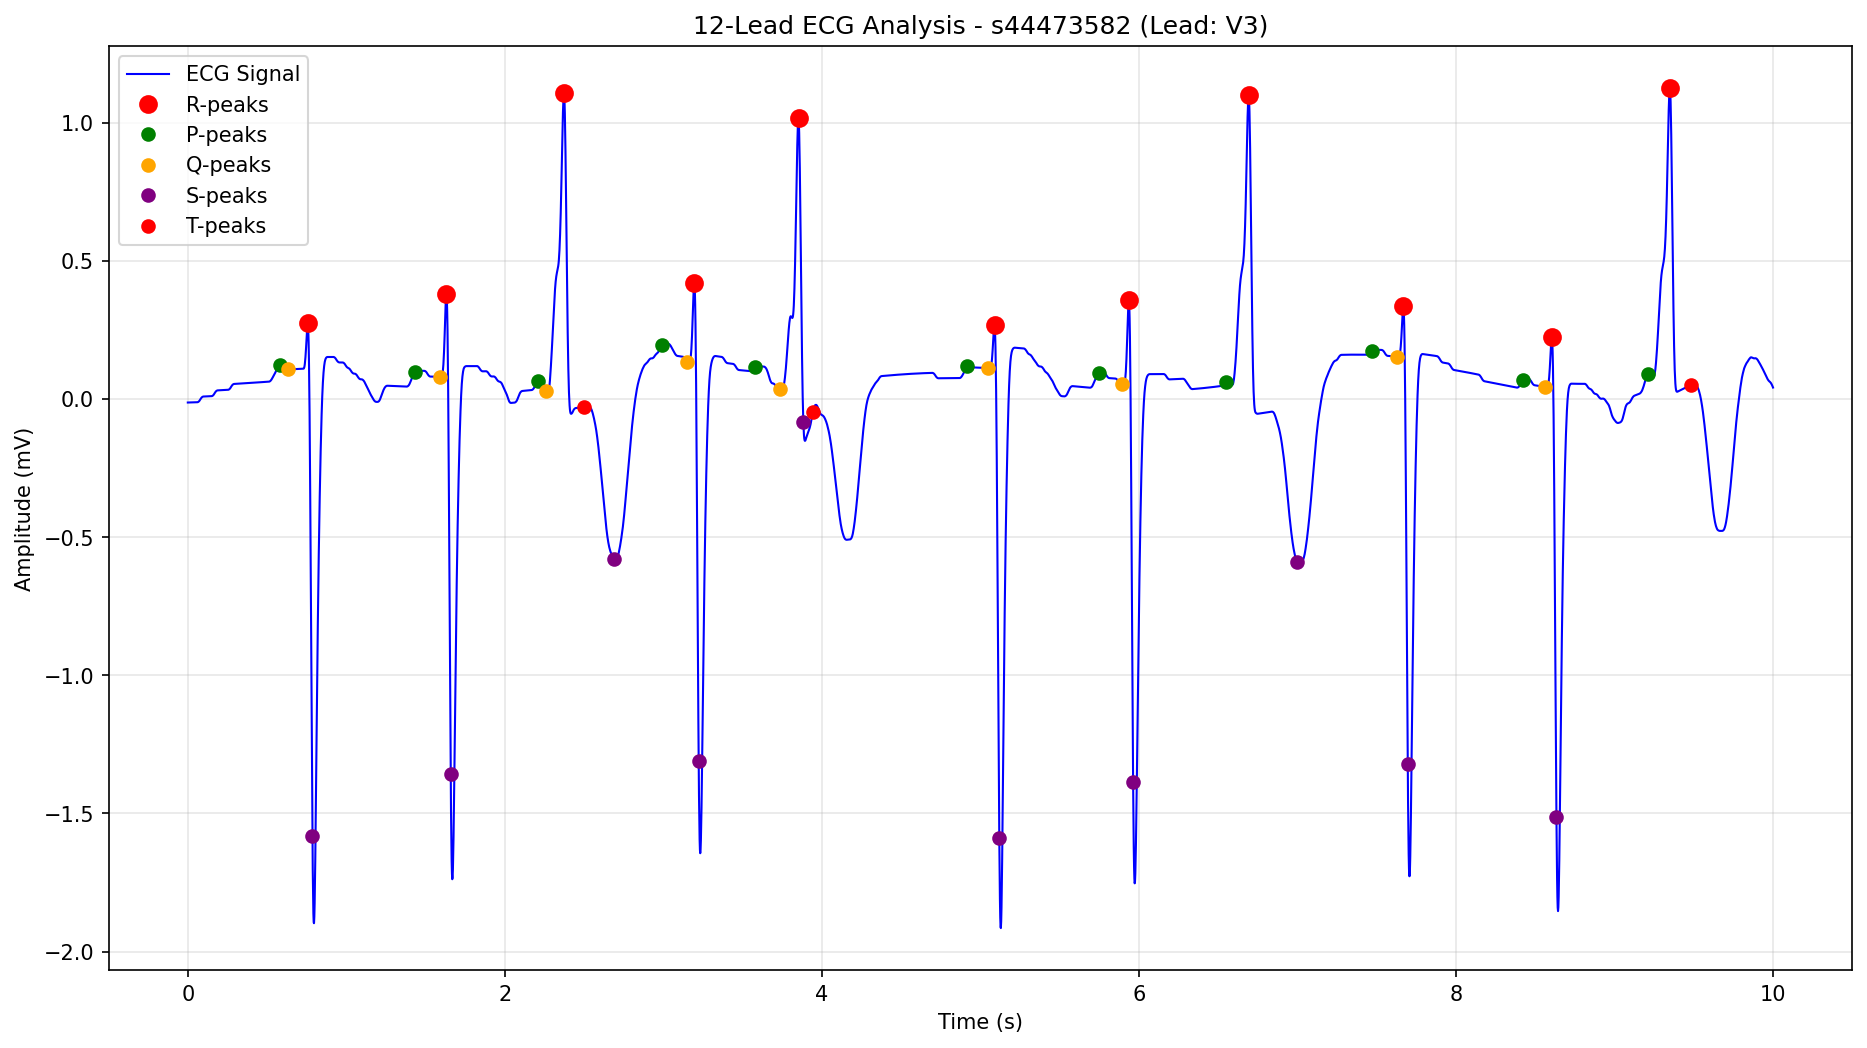 12-Lead ECG Analysis - s44473582 (Lead: V3)
ECG Signal
R-peaks
P-peaks
Q-peaks
S-peaks
T-peaks
1.0
0.5
0.0
−0.5
−1.0
−1.5
−2.0
Amplitude (mV)
0 2 4 6 8 10
Time (s)